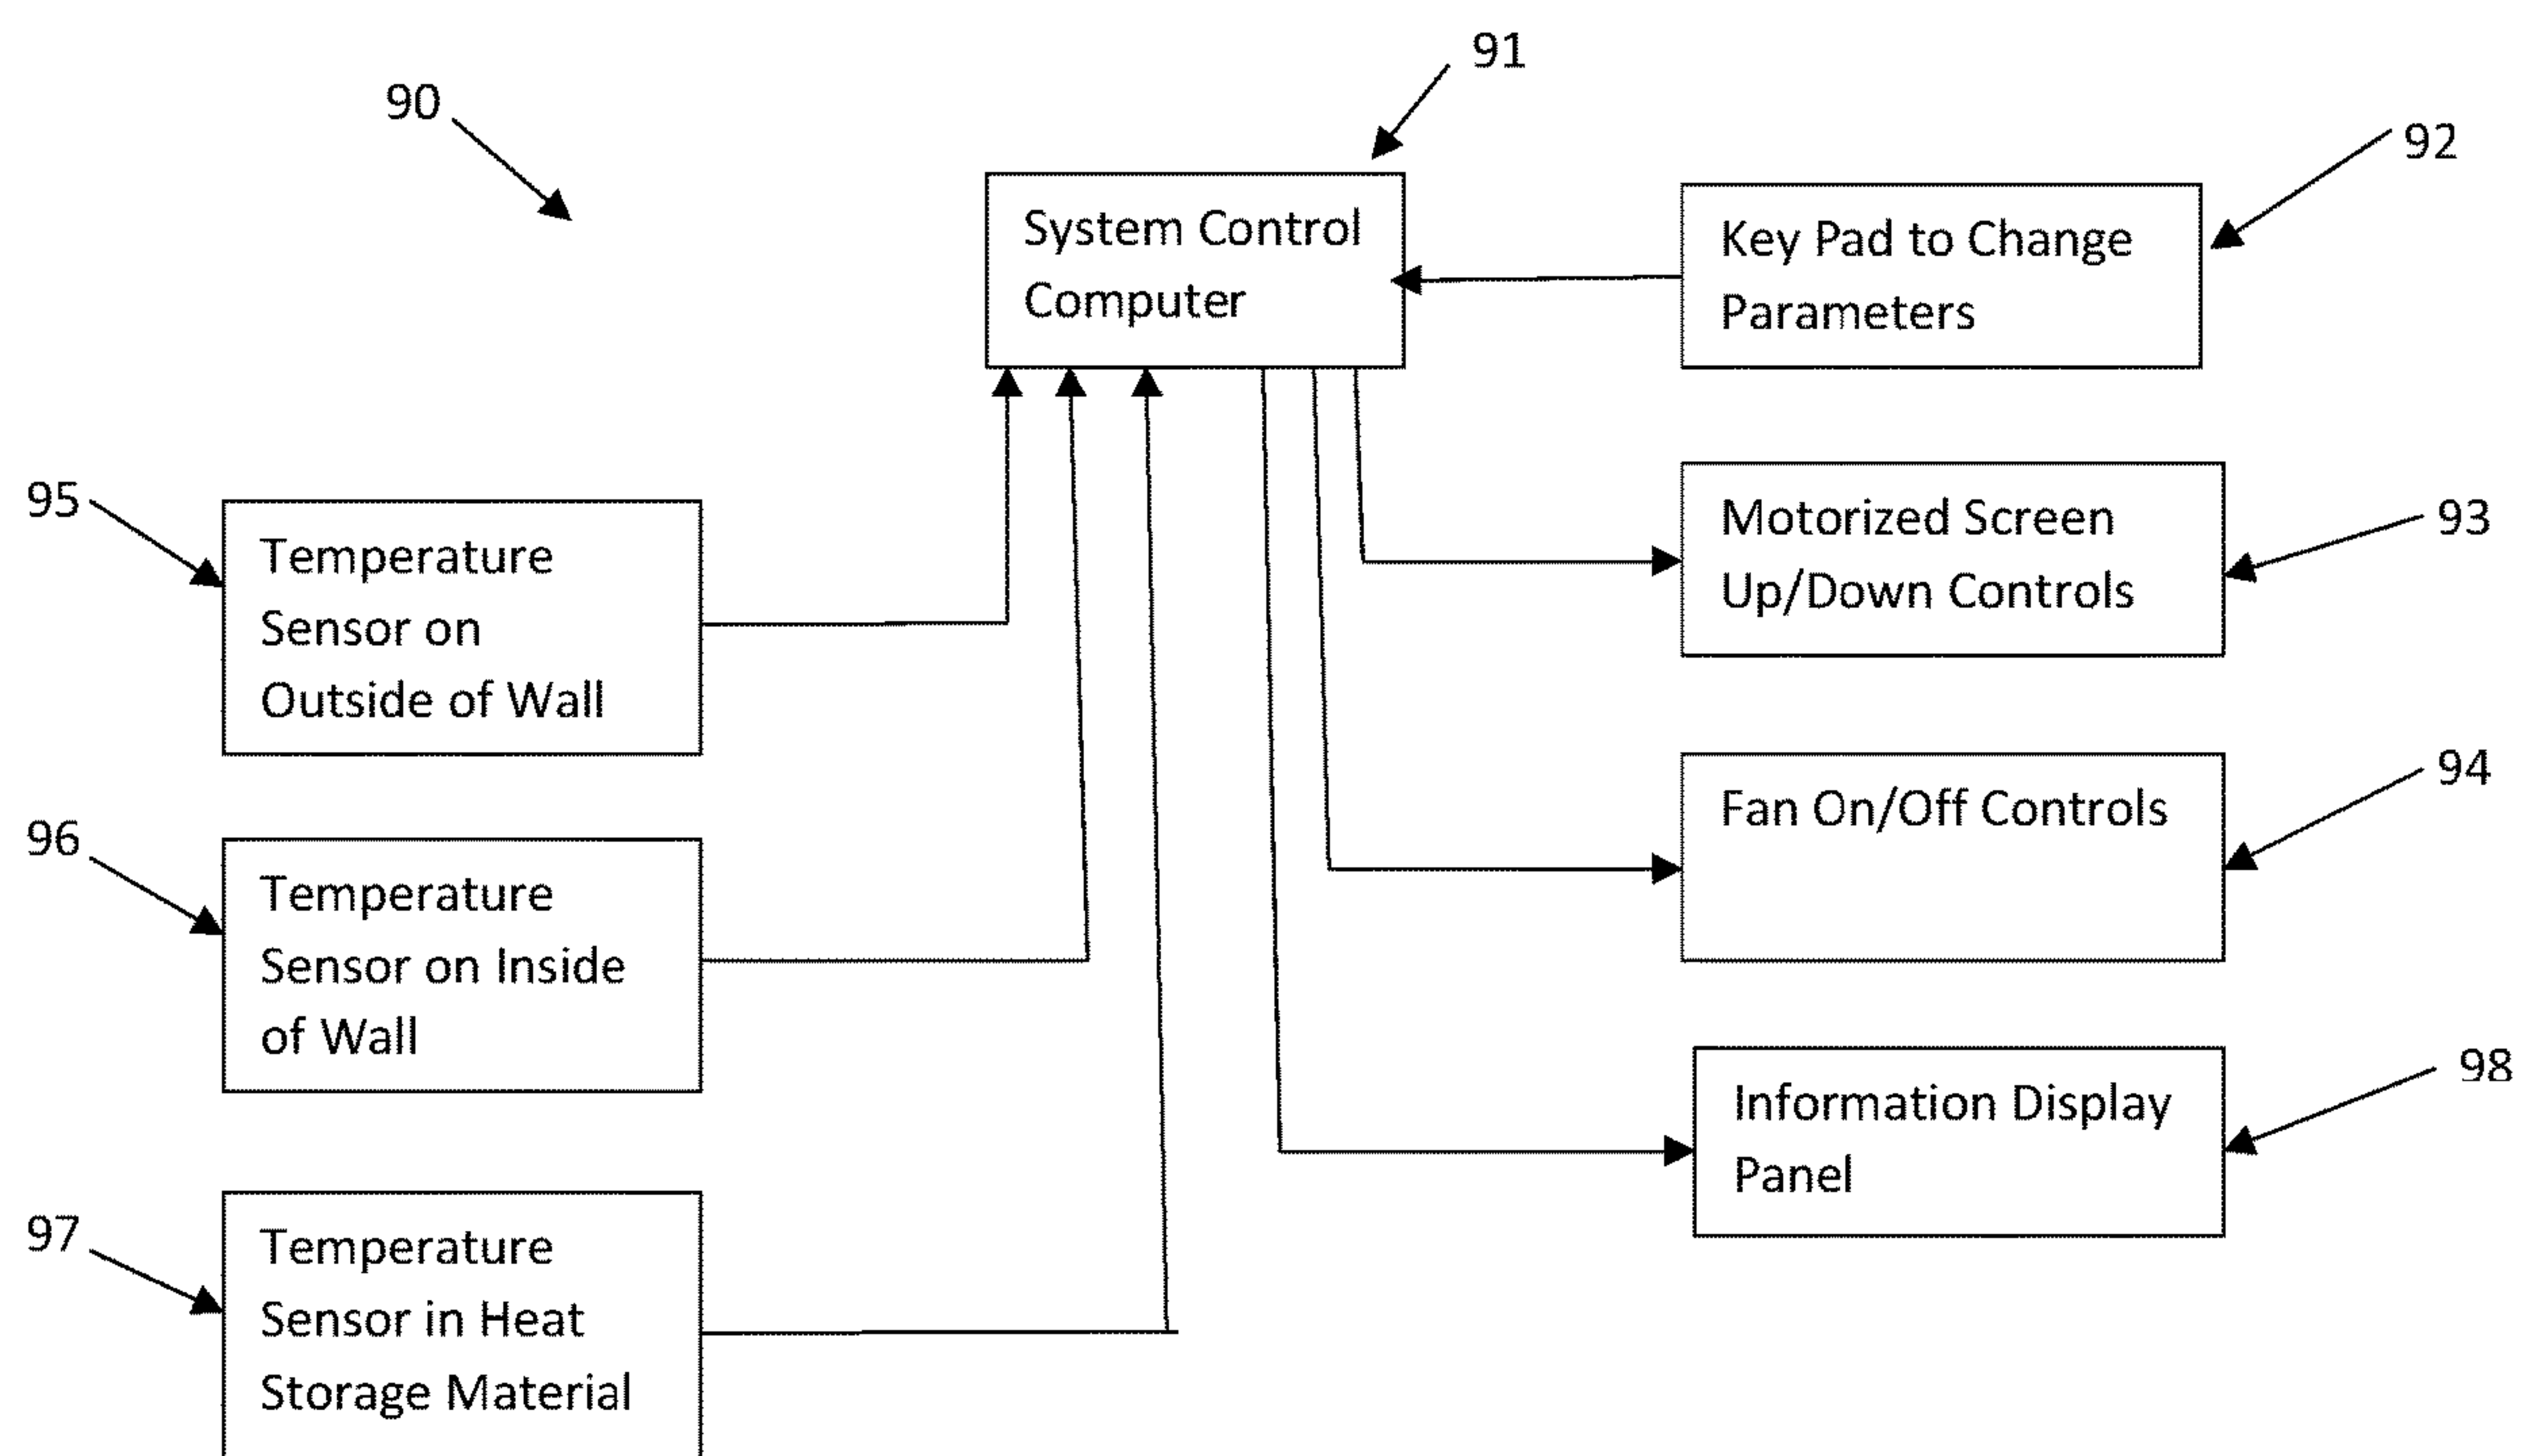 91
90
92
System Control
Computer
Key Pad to Change
Parameters
95
Temperature
Sensor on
Outside of Wall
Motorized Screen
Up/Down Controls
93
96
Temperature
Sensor on Inside
of Wall
Fan On/Off Controls
94
97
Temperature
Sensor in Heat
Storage Material
Information Display
Panel
98